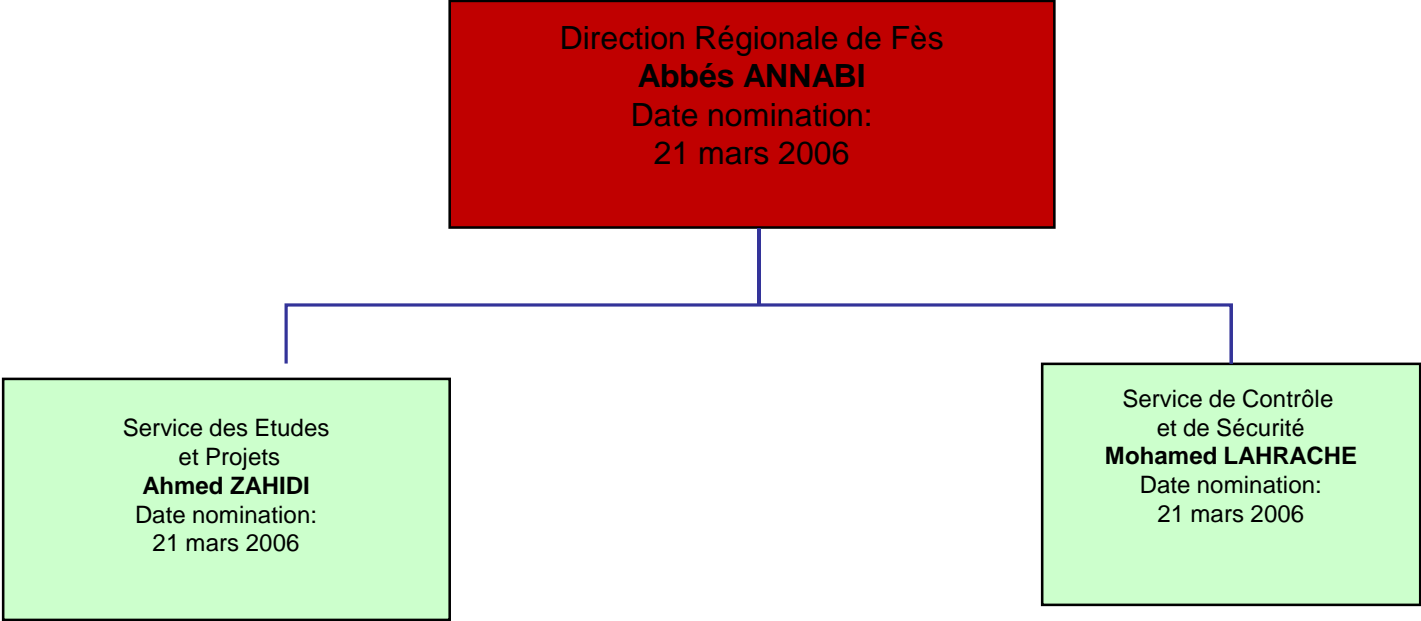 Direction Régionale de Fès
Abbés ANNABI
Date nomination:
21 mars 2006
Service des Etudes
et Projets
Ahmed ZAHIDI
Date nomination:
21 mars 2006
Service de Contrôle
et de Sécurité
Mohamed LAHRACHE
Date nomination:
21 mars 2006